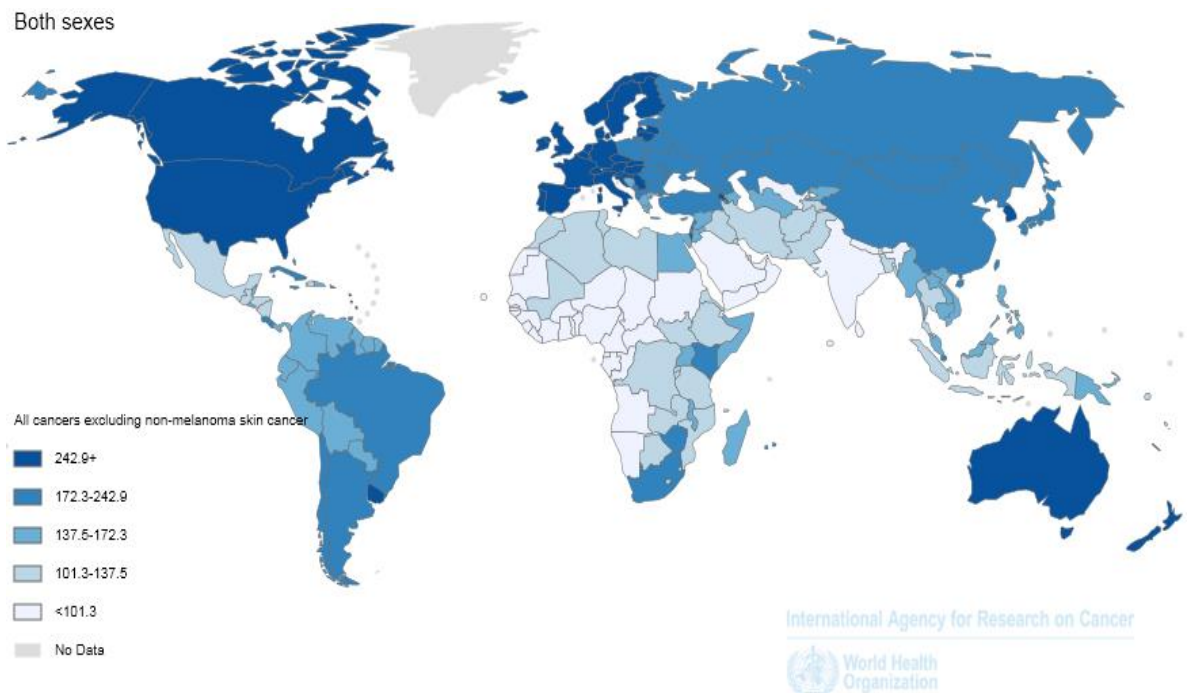 Both sexes
All cancers excluding non-melanoma skin cancer
242.9+
172.3-242.9
137.5-172.3
101.3-137.5
<101.3
No Data
International Agency for Research on Cancer
World Health
Organization